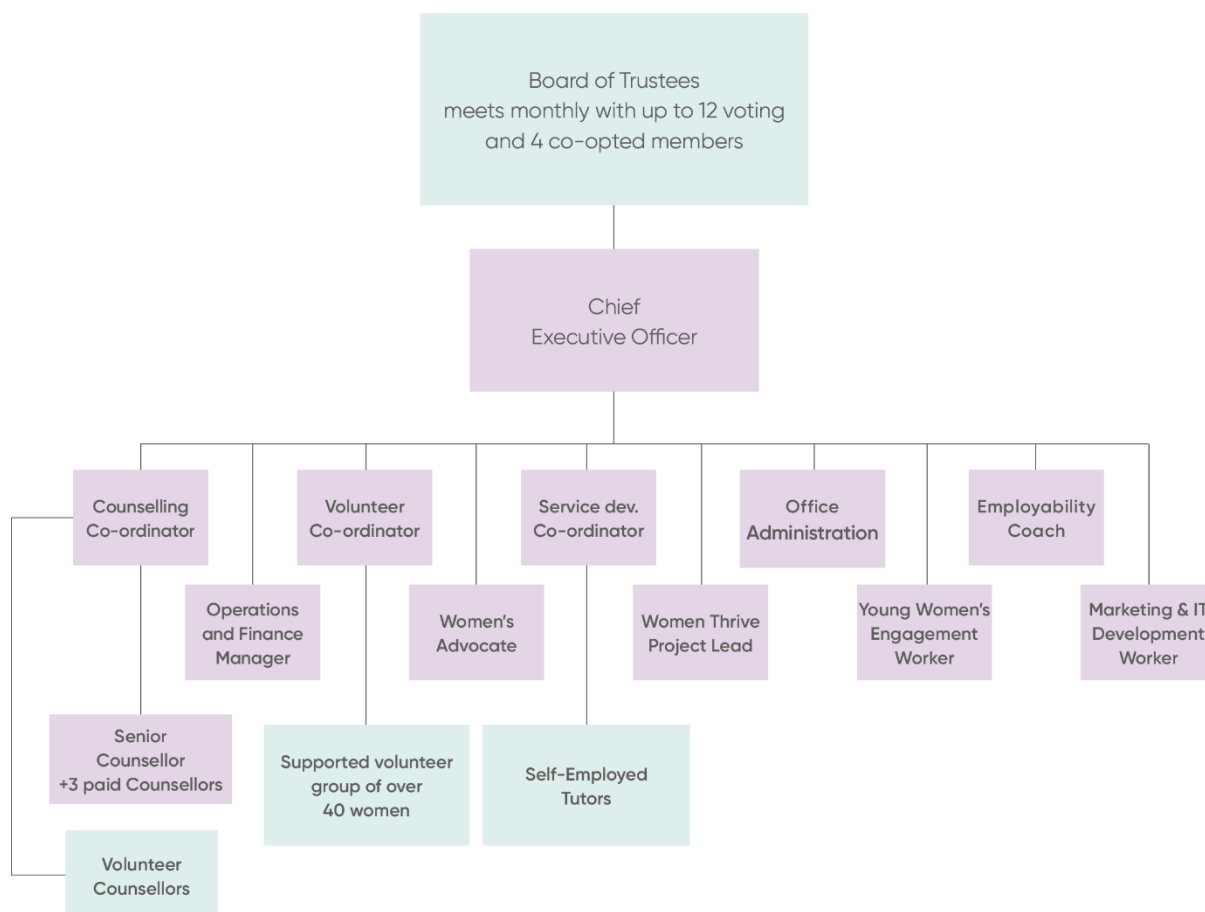 Board of Trustees
meets monthly with up to 12 voting
and 4 co-opted members
Chief
Executive Officer
Counselling
Co-ordinator
Volunteer
Co-ordinator
Service dev.
Co-ordinator
Office
Administration
Employability
Coach
Operations
and Finance
Manager
Women's
Advocate
Women Thrive
Project Lead
Young Women's
Engagement
Worker
Marketing & IT
Development
Worker
Senior
Counsellor
+3 paid Counsellors
Supported volunteer
group of over
40 women
Self-Employed
Tutors
Volunteer
Counsellors